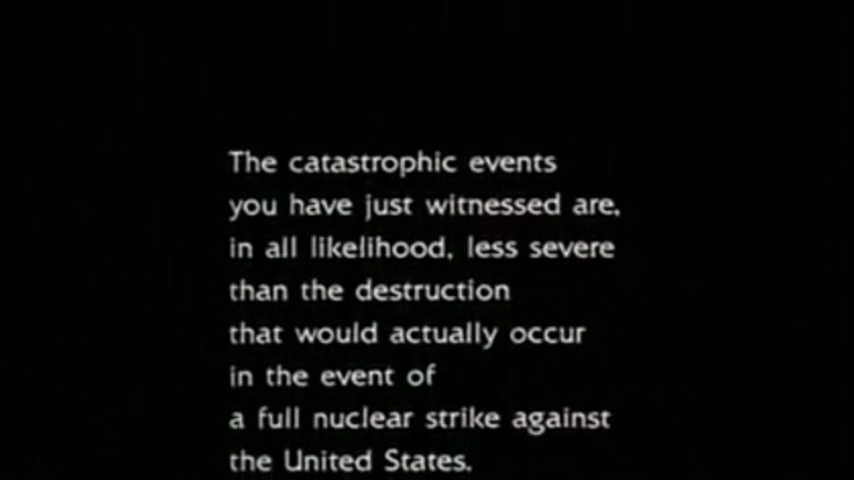 The catastrophic events
you have just witnessed are,
in all likelihood, less severe
than the destruction
that would actually occur
in the event of
a full nuclear strike against
the United States.